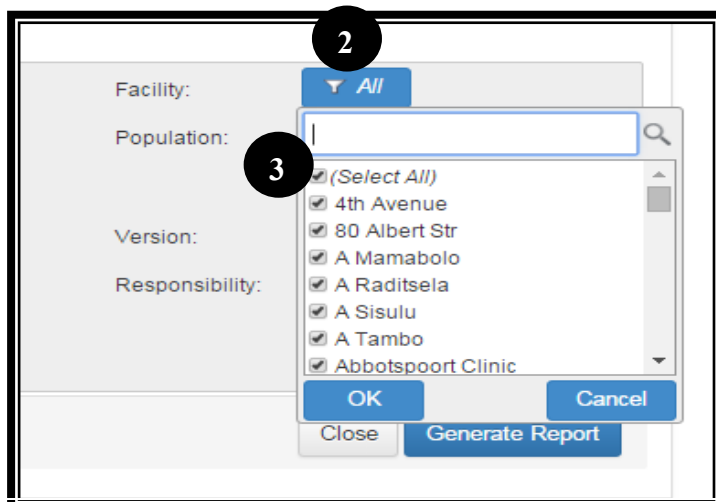 2
Facility:
All
Population:
3
(Select All)
4th Avenue
80 Albert Str
Version:
A Mamabolo
Responsibility:
A Raditsela
A Sisulu
A Tambo
Abbotspoort Clinic
OK
Cancel
Close
Generate Report